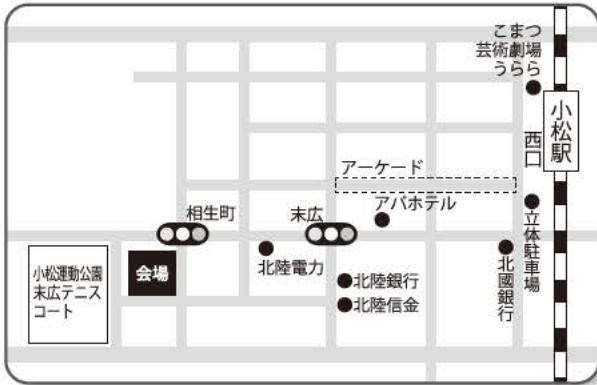 こまつ
芸術劇場
うらら
小松駅
西口
アーケード
アパホテル
相生町
末広
立体駐車場
北陸電力
北國銀行
会場
小松運動公園
末広テニス
コート
北陸銀行
北陸信金